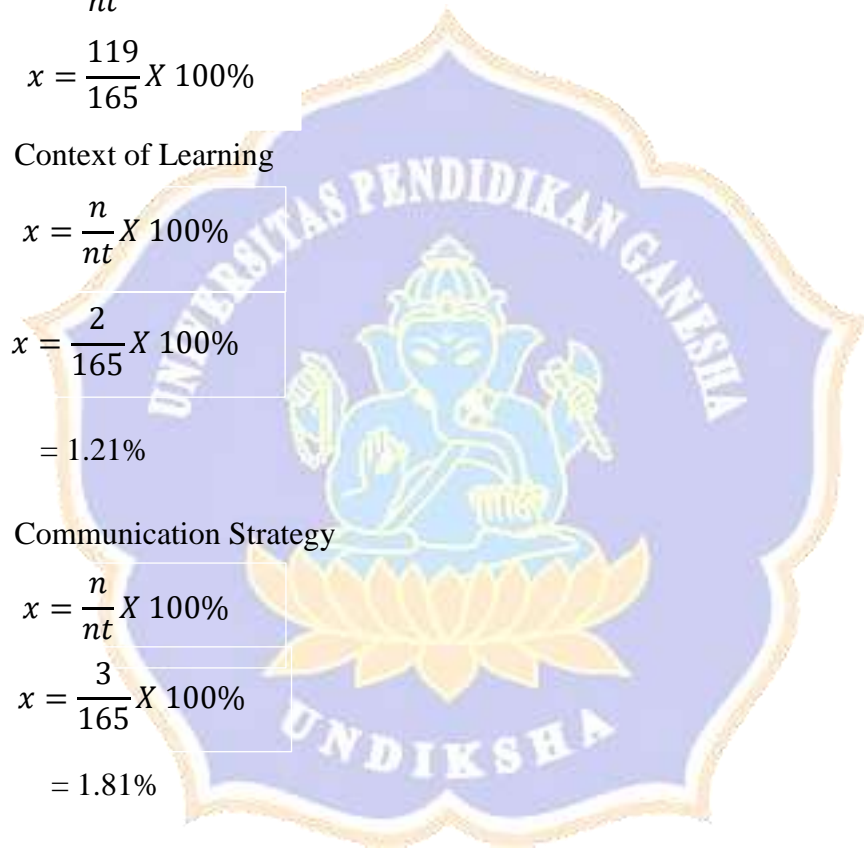 nt
x = 119/165 X 100%
Context of Learning
x = n/nt X 100%
x = 2/165 X 100%
= 1.21%
Communication Strategy
x = n/nt X 100%
x = 3/165 X 100%
= 1.81%
UNIVERSITAS PENDIDIKAN GANESHA
UNDIKSHA